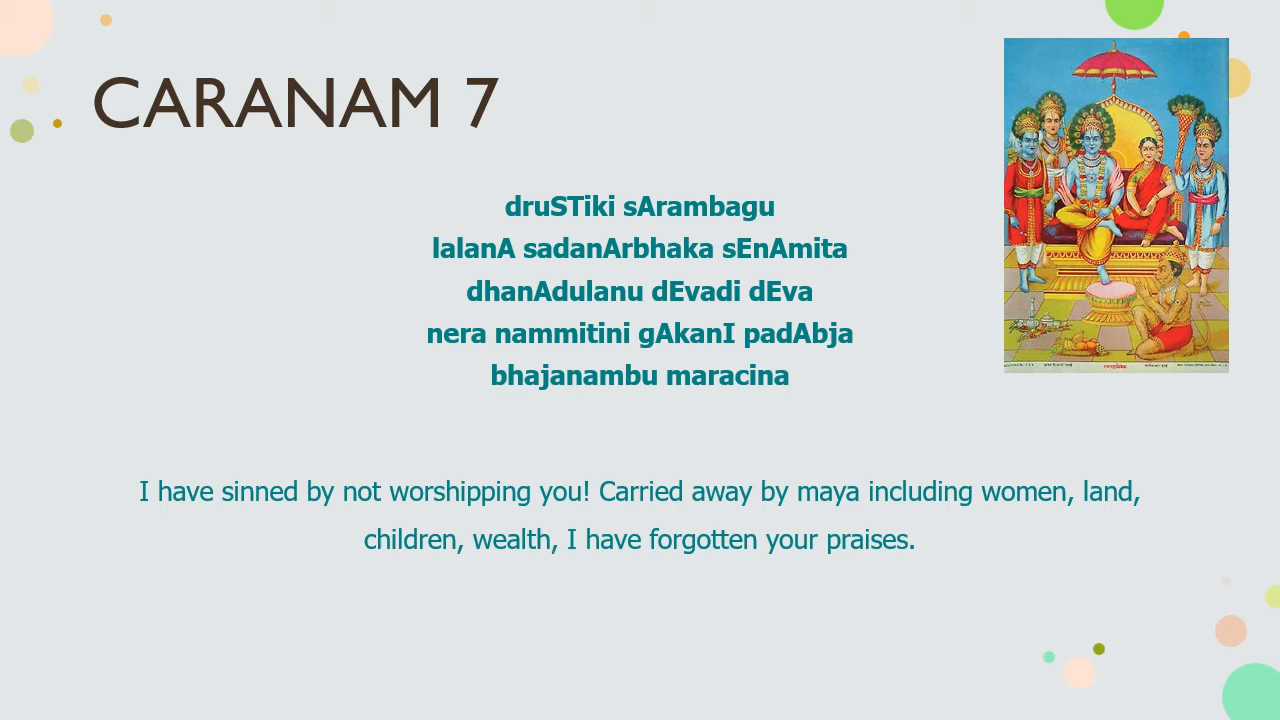 CARANAM 7
druSTiki sArambagu
lalanA sadanArbhaka sEnAmita
dhanAdulanu dEvadi dEva
nera nammitini gAkanI padAbja
bhajanambu maracina
I have sinned by not worshipping you! Carried away by maya including women, land,
children, wealth, I have forgotten your praises.